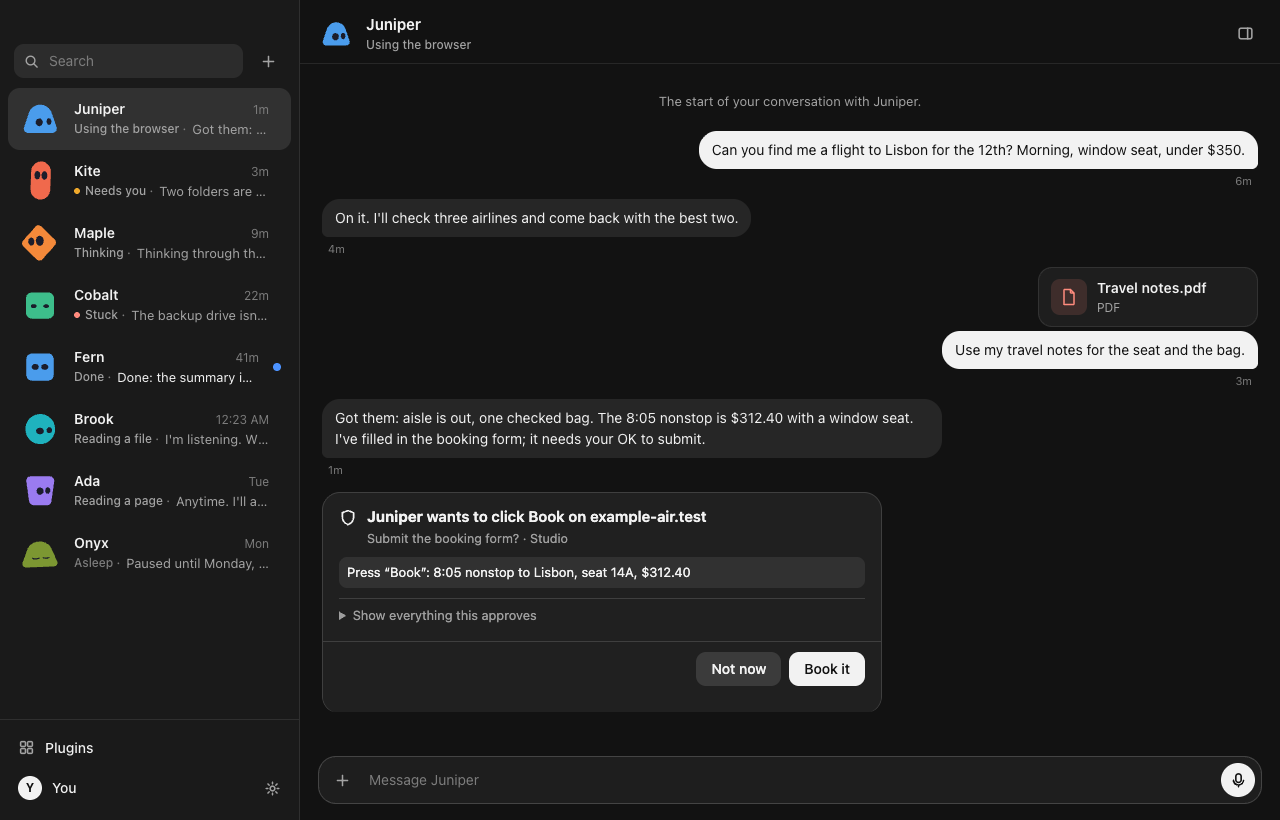 Search
Juniper
1m
Using the browser · Got them: ...
Kite
3m
Needs you · Two folders are ...
Maple
9m
Thinking · Thinking through th...
Cobalt
22m
Stuck · The backup drive isn...
Fern
41m
Done · Done: the summary i...
Brook
12:23 AM
Reading a file · I'm listening. W...
Ada
Tue
Reading a page · Anytime. I'll a...
Onyx
Mon
Asleep · Paused until Monday, ...
Plugins
Y
You
Juniper
Using the browser
The start of your conversation with Juniper.
Can you find me a flight to Lisbon for the 12th? Morning, window seat, under $350.
6m
On it. I'll check three airlines and come back with the best two.
4m
Travel notes.pdf
PDF
Use my travel notes for the seat and the bag.
3m
Got them: aisle is out, one checked bag. The 8:05 nonstop is $312.40 with a window seat.
I've filled in the booking form; it needs your OK to submit.
1m
Juniper wants to click Book on example-air.test
Submit the booking form? · Studio
Press “Book”: 8:05 nonstop to Lisbon, seat 14A, $312.40
Show everything this approves
Not now
Book it
Message Juniper